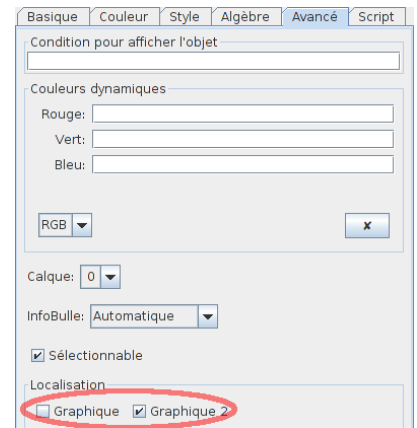 Basique Couleur Style Algèbre Avancé Script
Condition pour afficher l'objet
Couleurs dynamiques
Rouge:
Vert:
Bleu:
RGB
Calque: 0
InfoBulle: Automatique
Sélectionnable
Localisation
Graphique Graphique 2